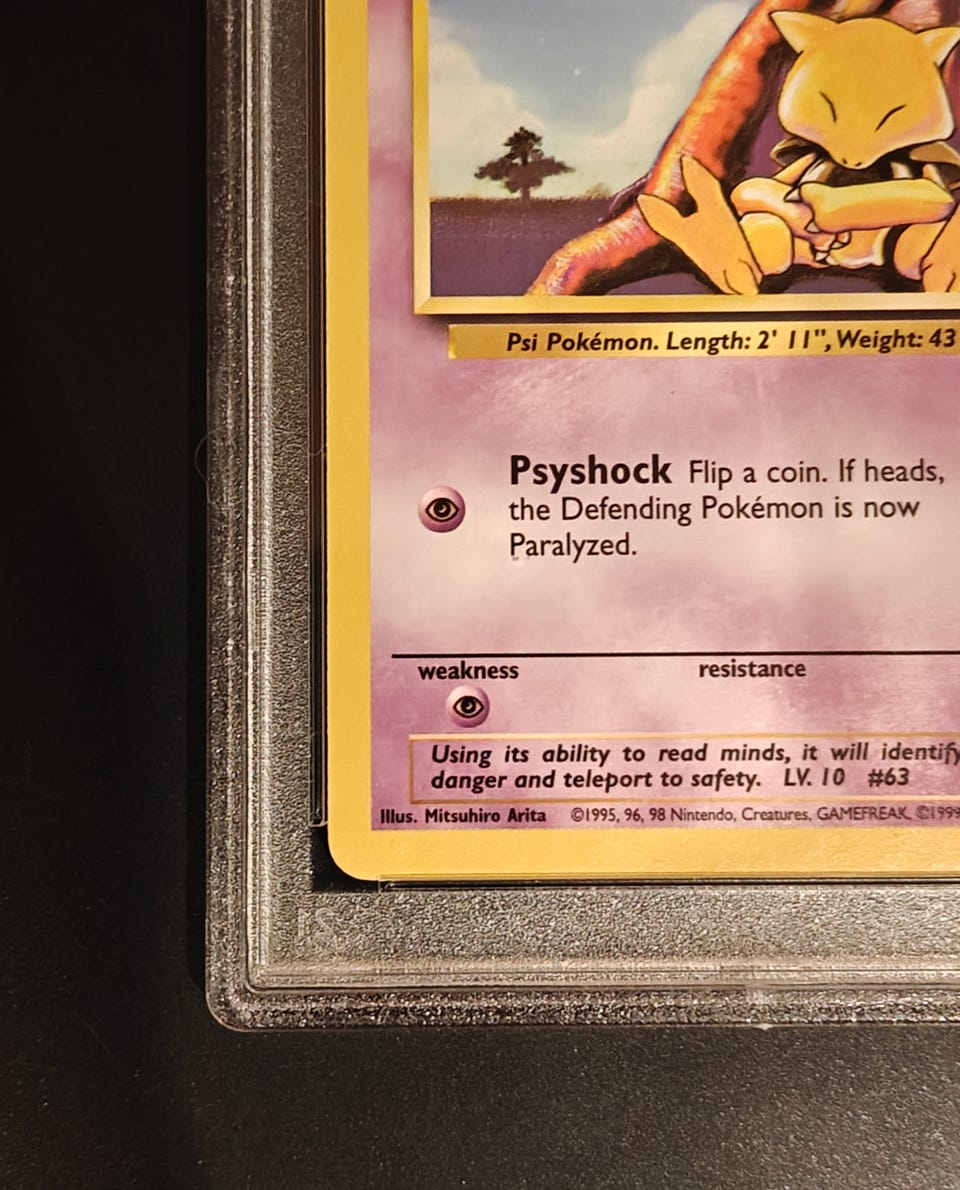 Psi Pokémon. Length: 2' 11", Weight: 43
Psyshock Flip a coin. If heads,
the Defending Pokémon is now
Paralyzed.
weakness resistance
Using its ability to read minds, it will identify
danger and teleport to safety. LV. 10 #63
Illus. Mitsuhiro Arita ©1995, 96, 98 Nintendo, Creatures, GAMEFREAK. ©1999